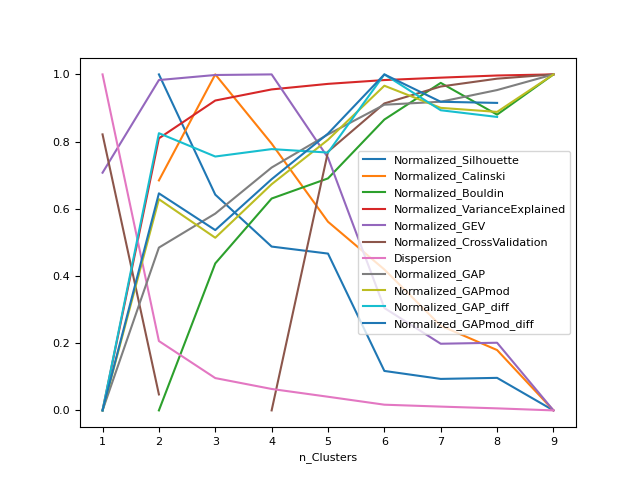 1.0
0.8
0.6
0.4
0.2
0.0
Normalized_Silhouette
Normalized_Calinski
Normalized_Bouldin
Normalized_VarianceExplained
Normalized_GEV
Normalized_CrossValidation
Dispersion
Normalized_GAP
Normalized_GAPmod
Normalized_GAP_diff
Normalized_GAPmod_diff
1 2 3 4 5 6 7 8 9
n_Clusters